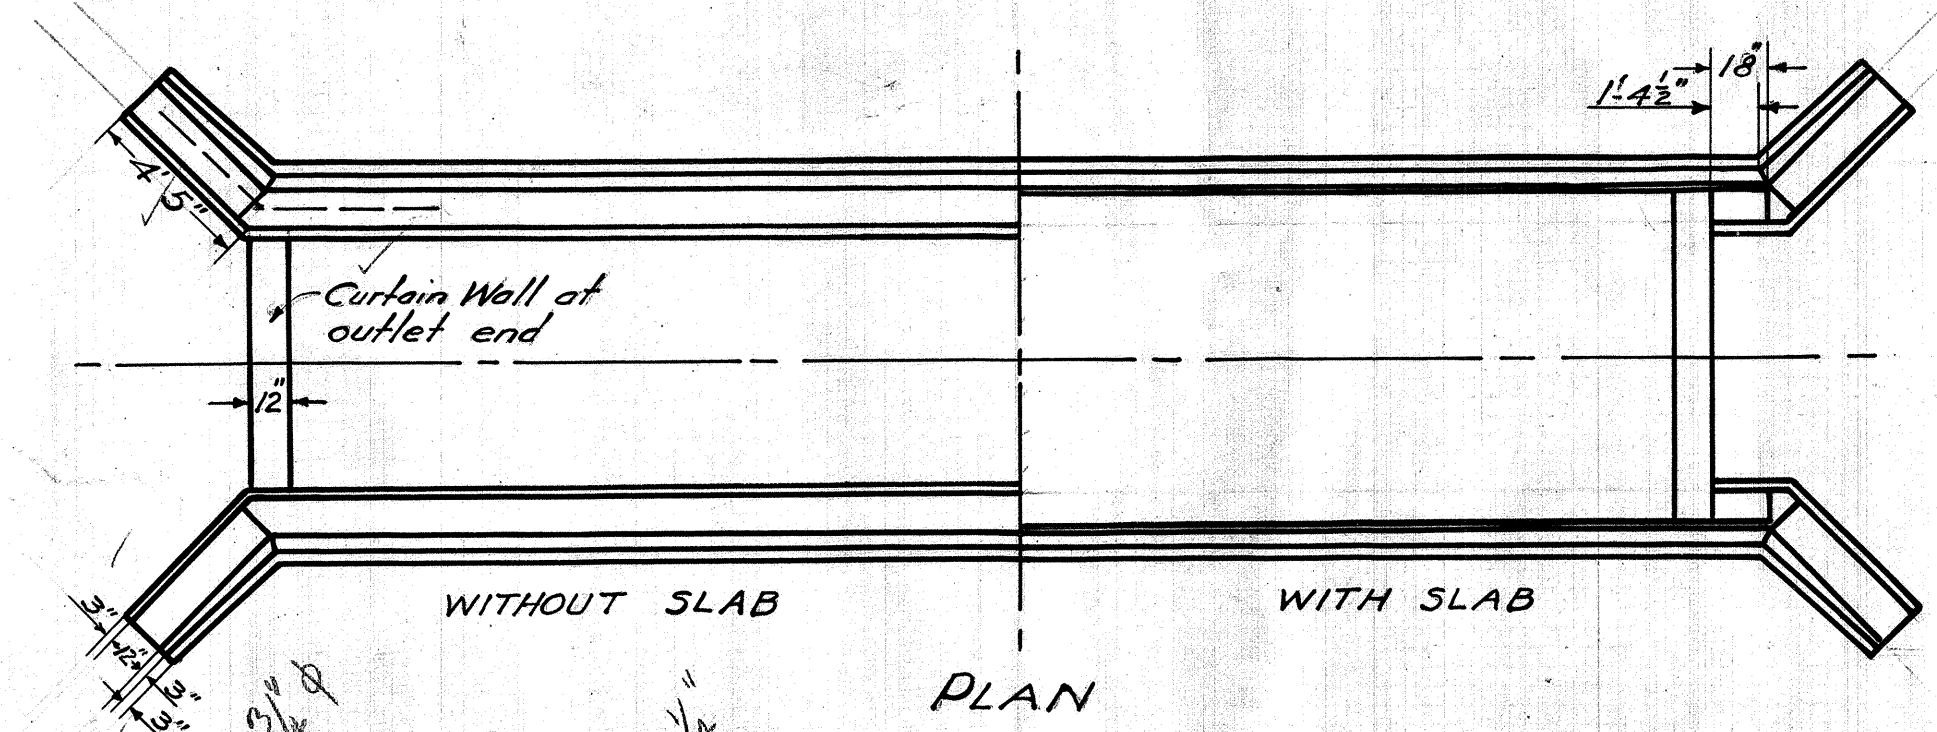 18"
1'-4½"
4' 5"
Curtain Wall at
outlet end
12"
WITHOUT SLAB
WITH SLAB
3"
12"
3"
3"
PLAN